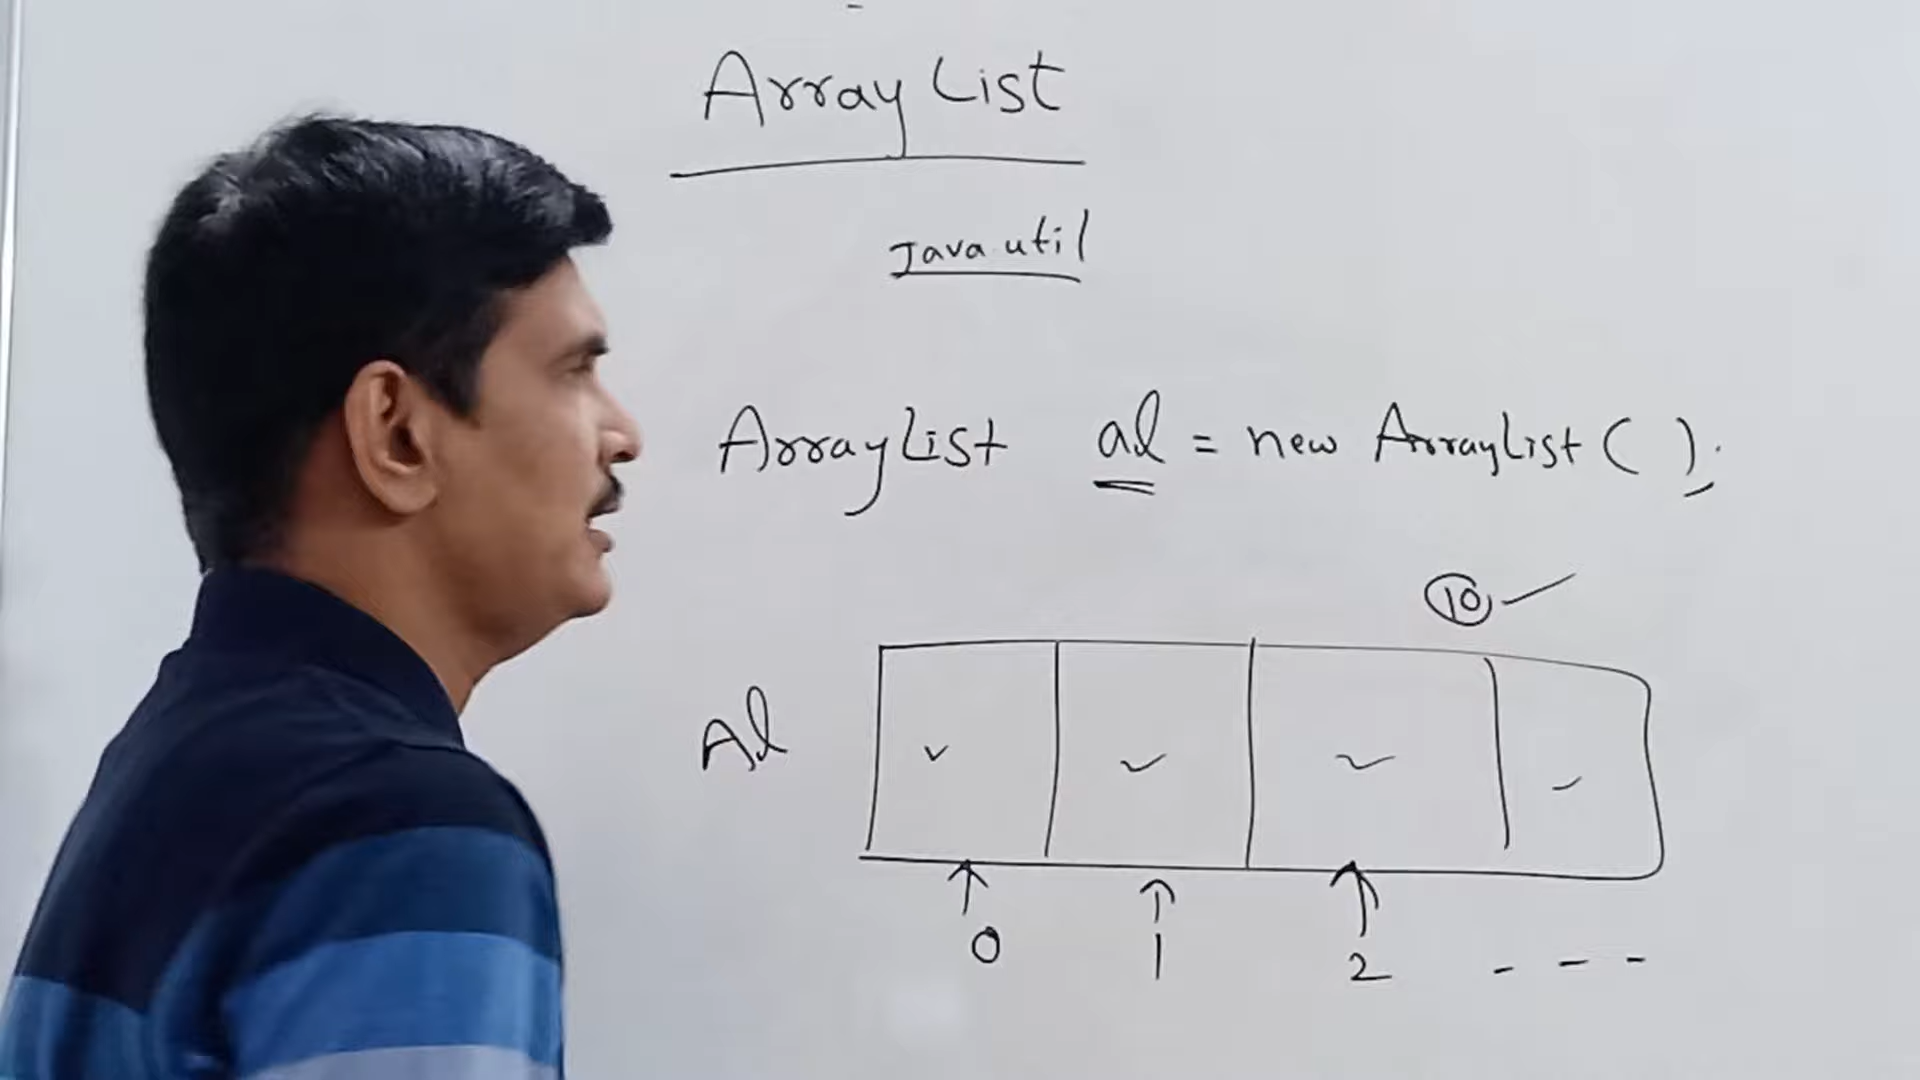 Array List
Java.util
ArrayList al = new ArrayList ( );
10
Al
0 1 2 - - -